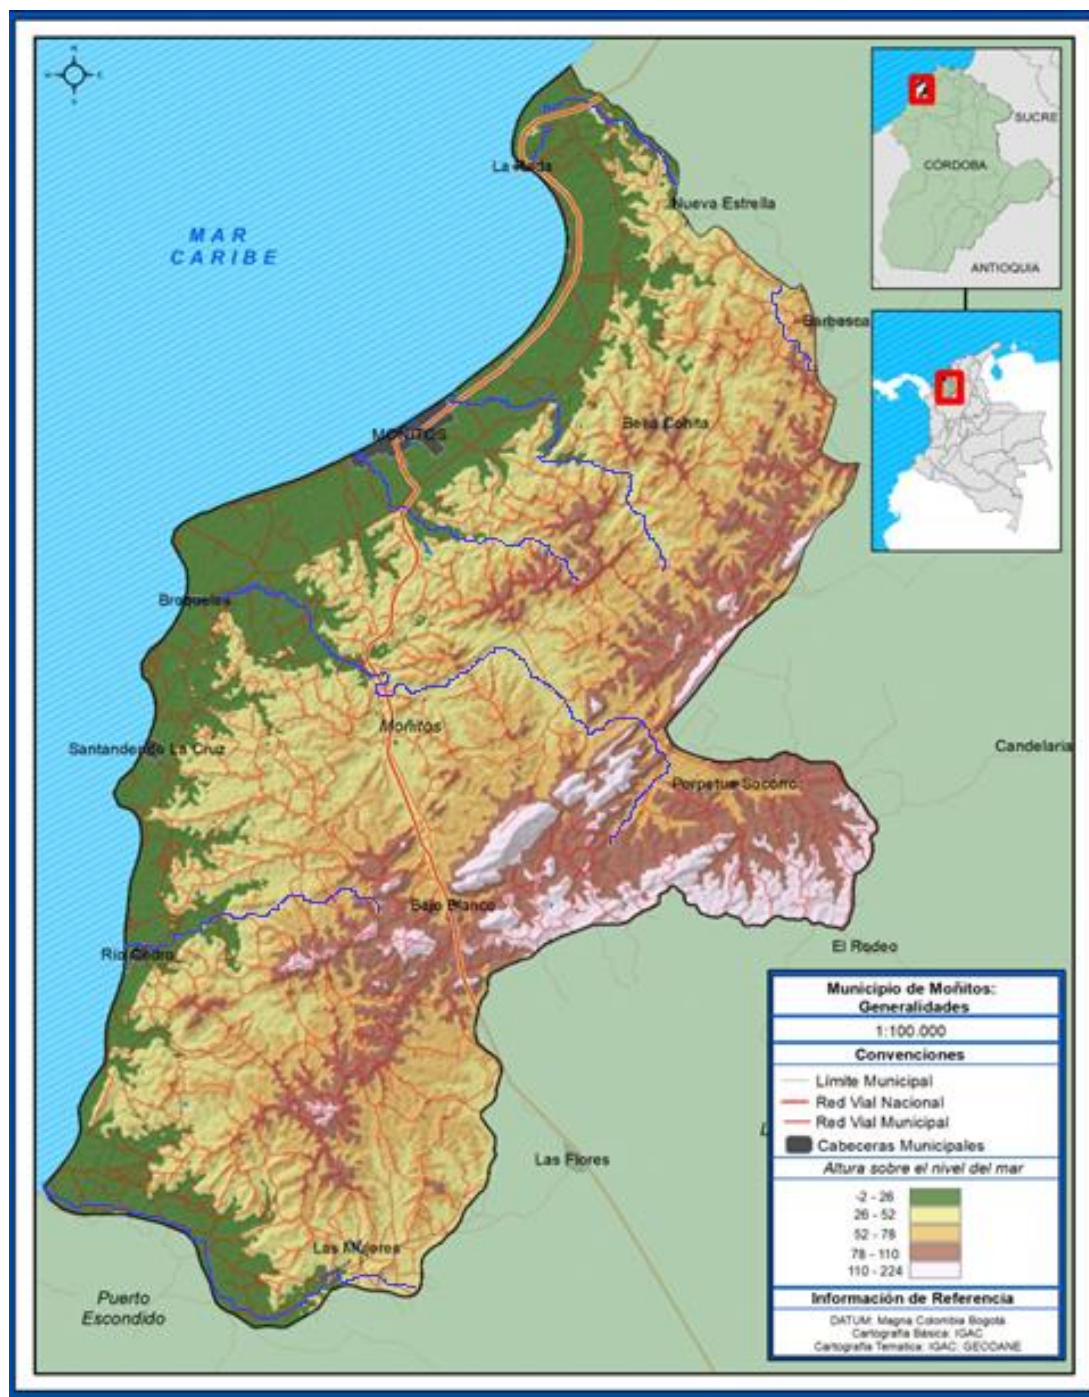 N
W
E
S
SUCRE
CÓRDOBA
ANTIOQUIA
La Rada
Nueva Estrella
MAR
CARIBE
Barbasca
Bella Cohita
MOÑITOS
Broqueles
Moñitos
Santander de La Cruz
Candelaria
Perpetuo Socorro
Bajo Blanco
Río Cedro
El Rodeo
Las Flores
L
Las Mujeres
Puerto
Escondido
Municipio de Moñitos:
Generalidades
1:100.000
Convenciones
Límite Municipal
Red Vial Nacional
Red Vial Municipal
Cabeceras Municipales
Altura sobre el nivel del mar
-2 - 26
26 - 52
52 - 78
78 - 110
110 - 224
Información de Referencia
DATUM: Magna Colombia Bogotá
Cartografía Básica: IGAC
Cartografía Temática: IGAC. GEODANE